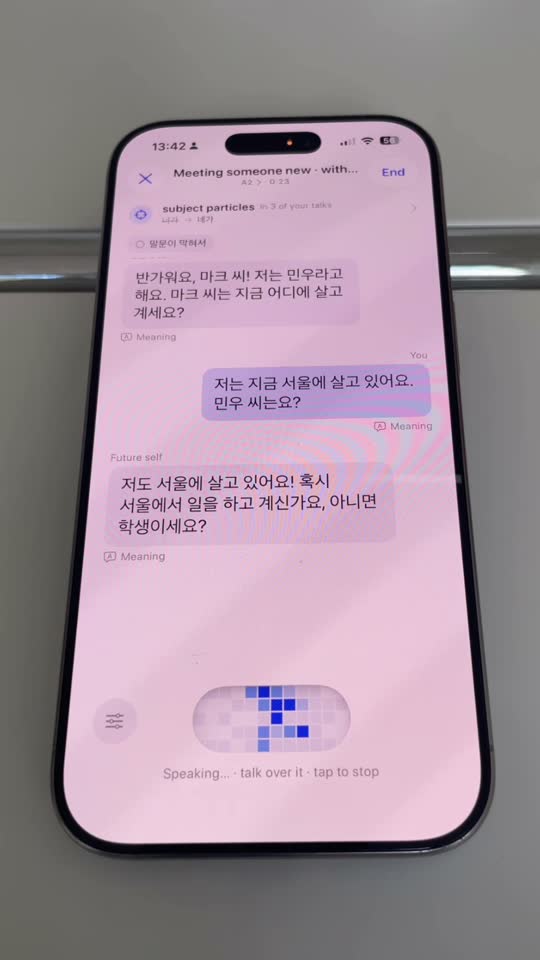 13:42
56
Meeting someone new · with...
End
A2 > · 0:23
subject particles in 3 of your talks
니가 → 네가
말문이 막혀서
반가워요, 마크 씨! 저는 민우라고
해요. 마크 씨는 지금 어디에 살고
계세요?
Meaning
You
저는 지금 서울에 살고 있어요.
민우 씨는요?
Meaning
Future self
저도 서울에 살고 있어요! 혹시
서울에서 일을 하고 계신가요, 아니면
학생이세요?
Meaning
Speaking... · talk over it · tap to stop